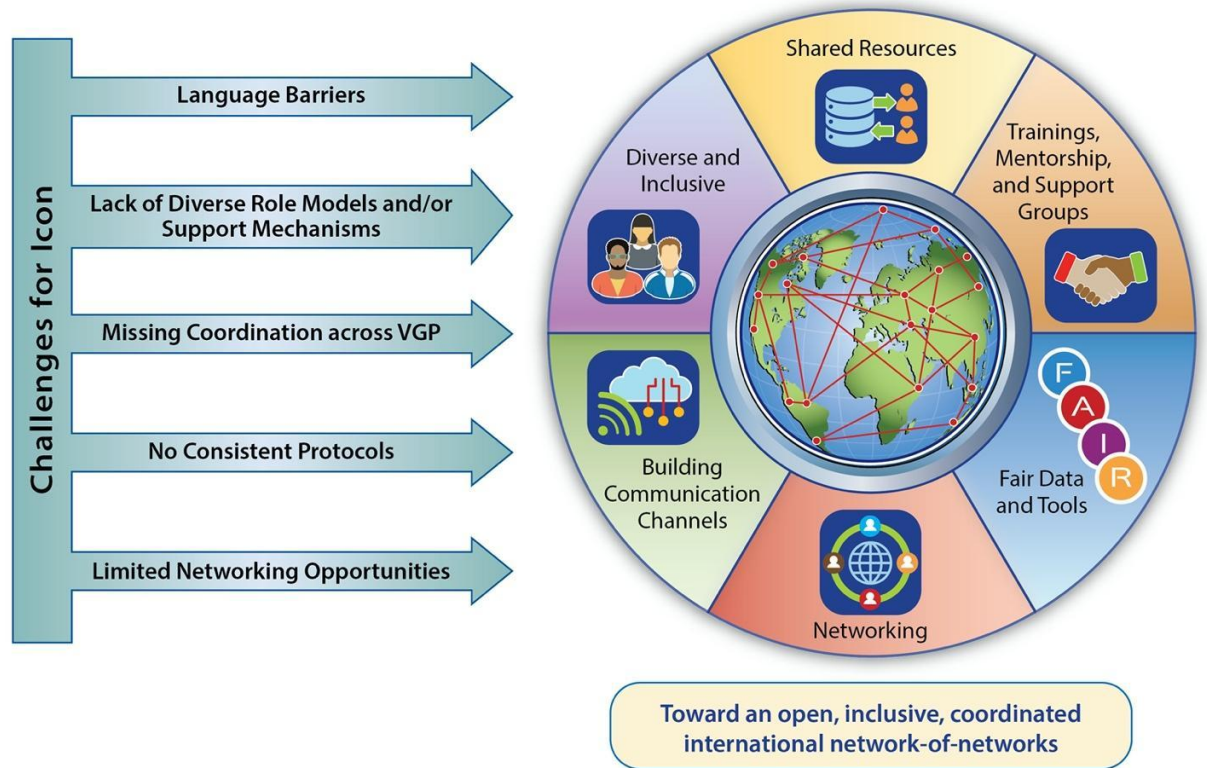 Challenges for Icon
Language Barriers
Lack of Diverse Role Models and/or
Support Mechanisms
Missing Coordination across VGP
No Consistent Protocols
Limited Networking Opportunities
Shared Resources
Trainings,
Mentorship,
and Support
Groups
F
A
I
R
Fair Data
and Tools
Networking
Building
Communication
Channels
Diverse and
Inclusive
Toward an open, inclusive, coordinated
international network-of-networks